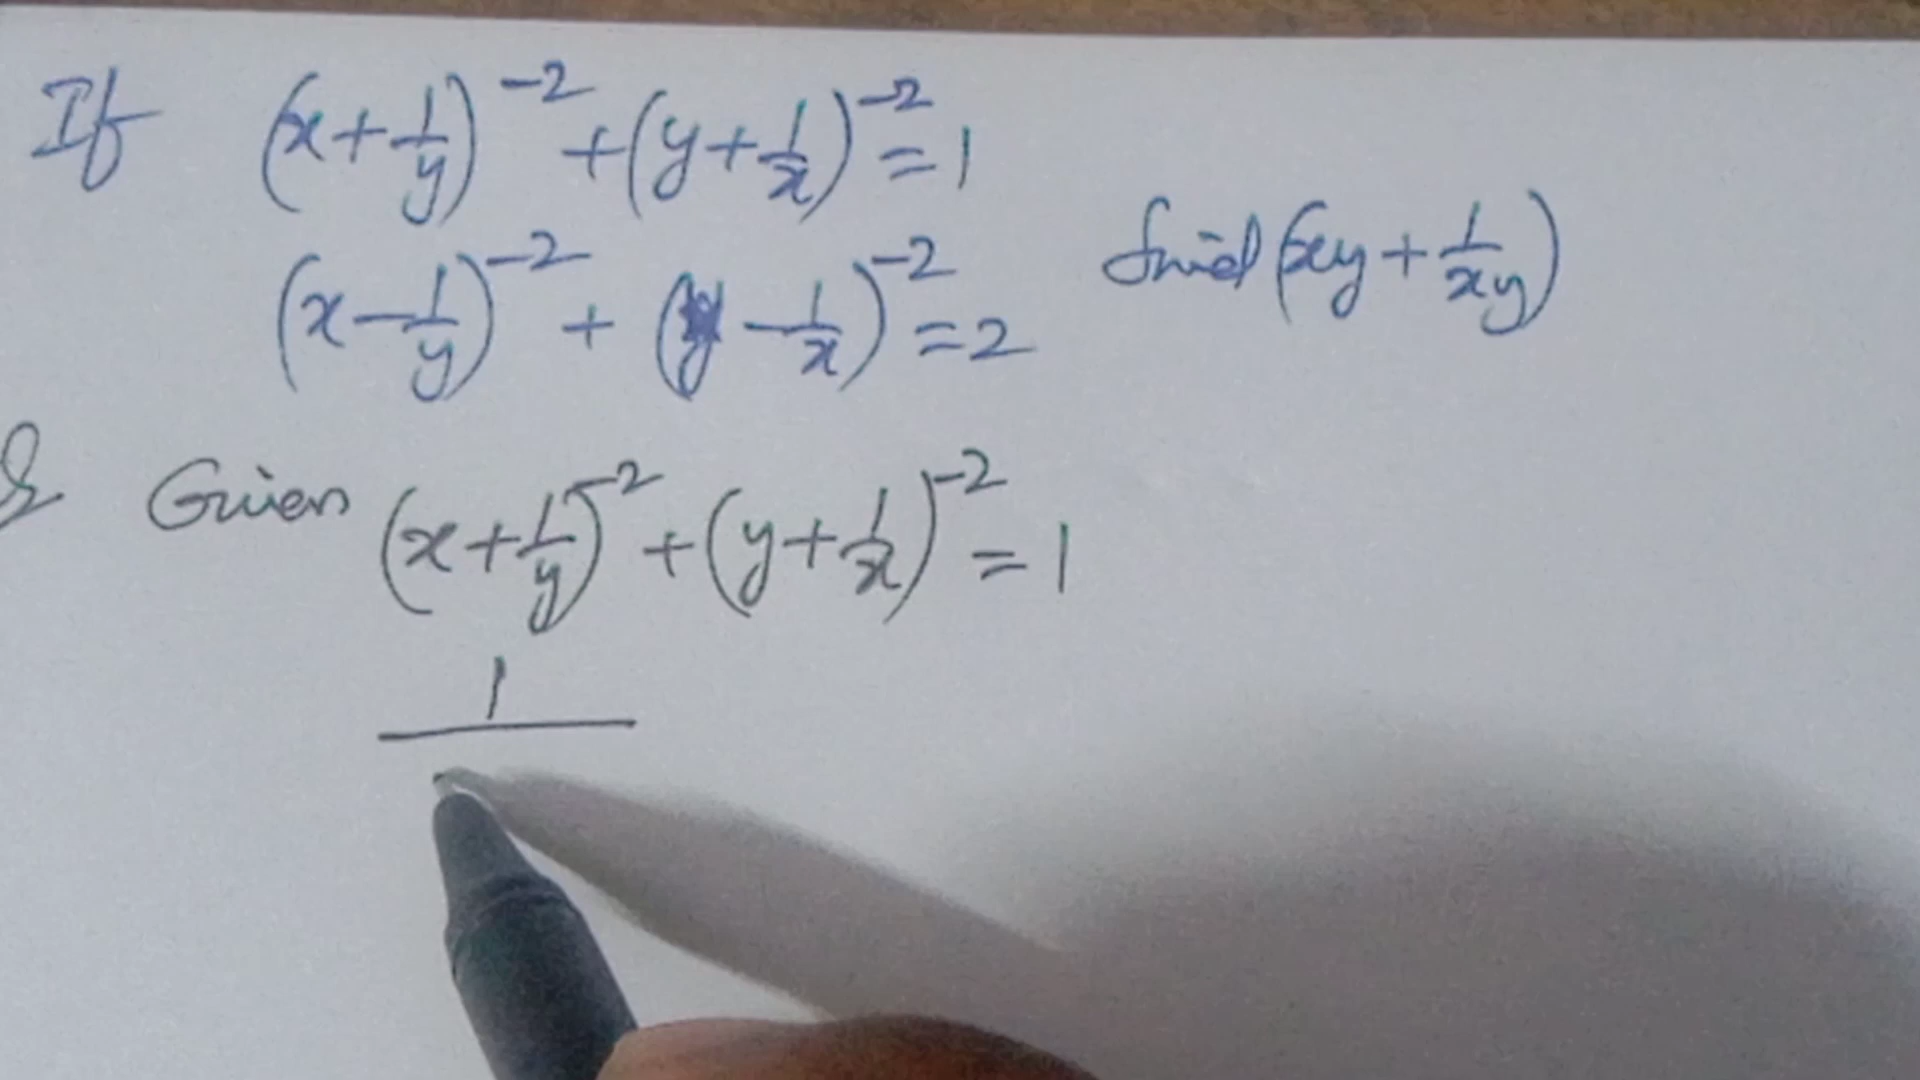 If (x + 1/y)^-2 + (y + 1/x)^-2 = 1
(x - 1/y)^-2 + (y - 1/x)^-2 = 2 find (xy + 1/xy)
Given (x + 1/y)^-2 + (y + 1/x)^-2 = 1
1